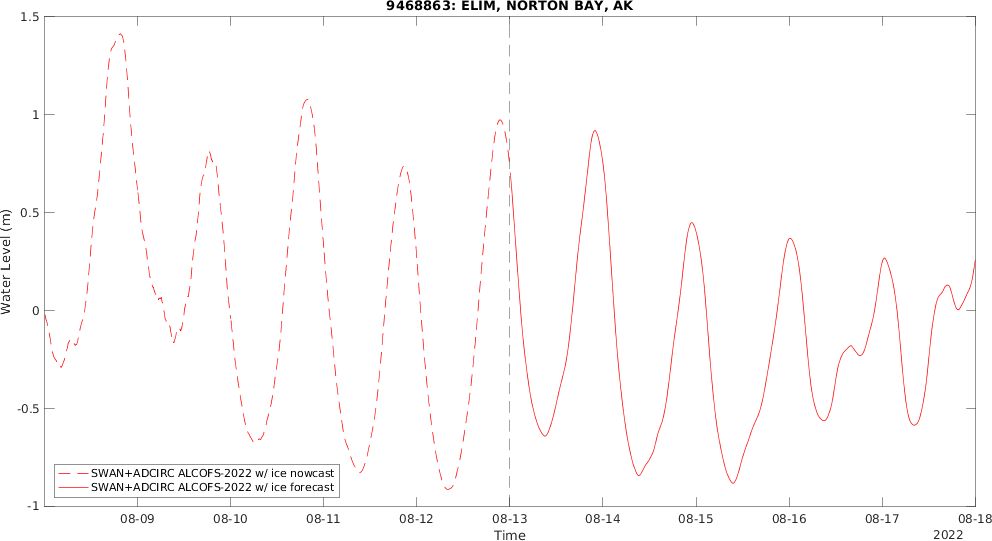 9468863: ELIM, NORTON BAY, AK
1.5
1
0.5
0
-0.5
-1
Water Level (m)
SWAN+ADCIRC ALCOFS-2022 w/ ice nowcast
SWAN+ADCIRC ALCOFS-2022 w/ ice forecast
08-09 08-10 08-11 08-12 08-13 08-14 08-15 08-16 08-17 08-18
Time
2022